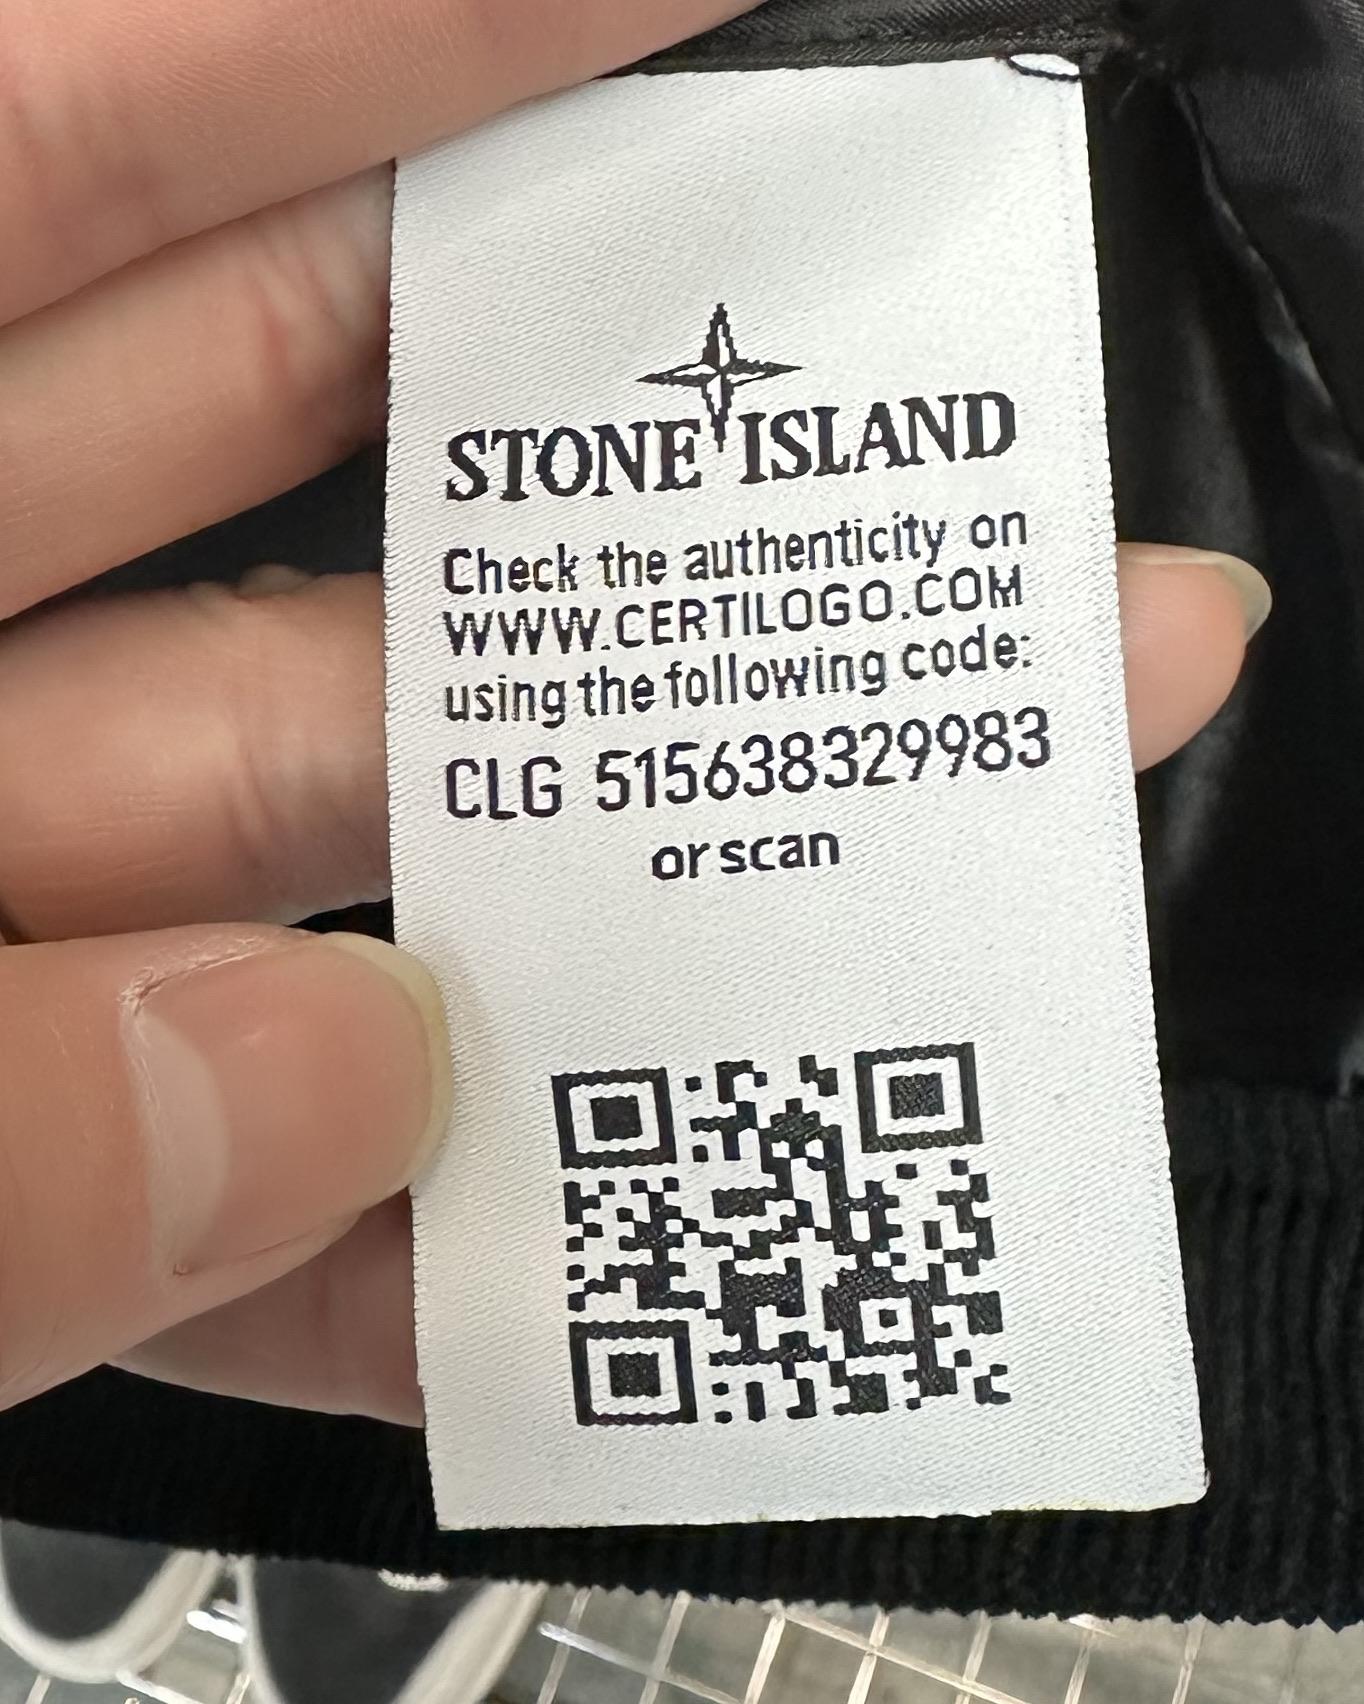 STONE ISLAND
Check the authenticity on
WWW.CERTILOGO.COM
using the following code:
CLG 515638329983
or scan